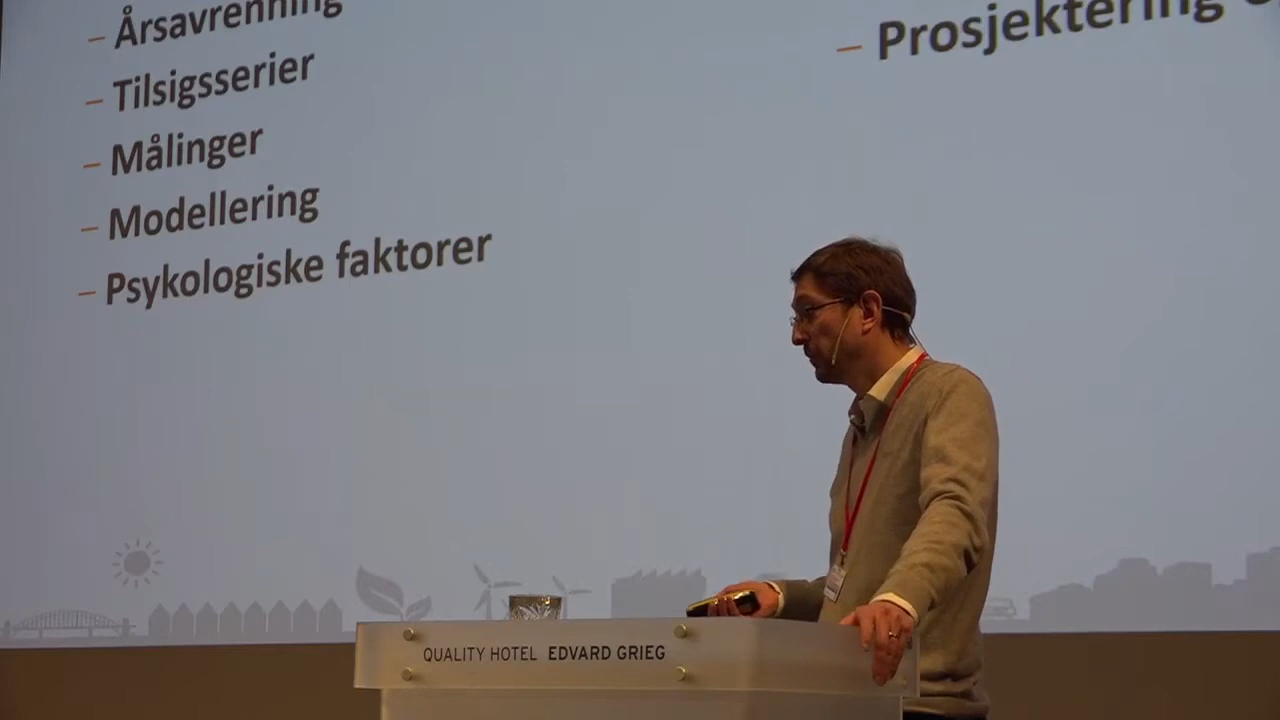 – Årsavrenning
– Tilsigsserier
– Målinger
– Modellering
– Psykologiske faktorer
– Prosjektering
QUALITY HOTEL EDVARD GRIEG